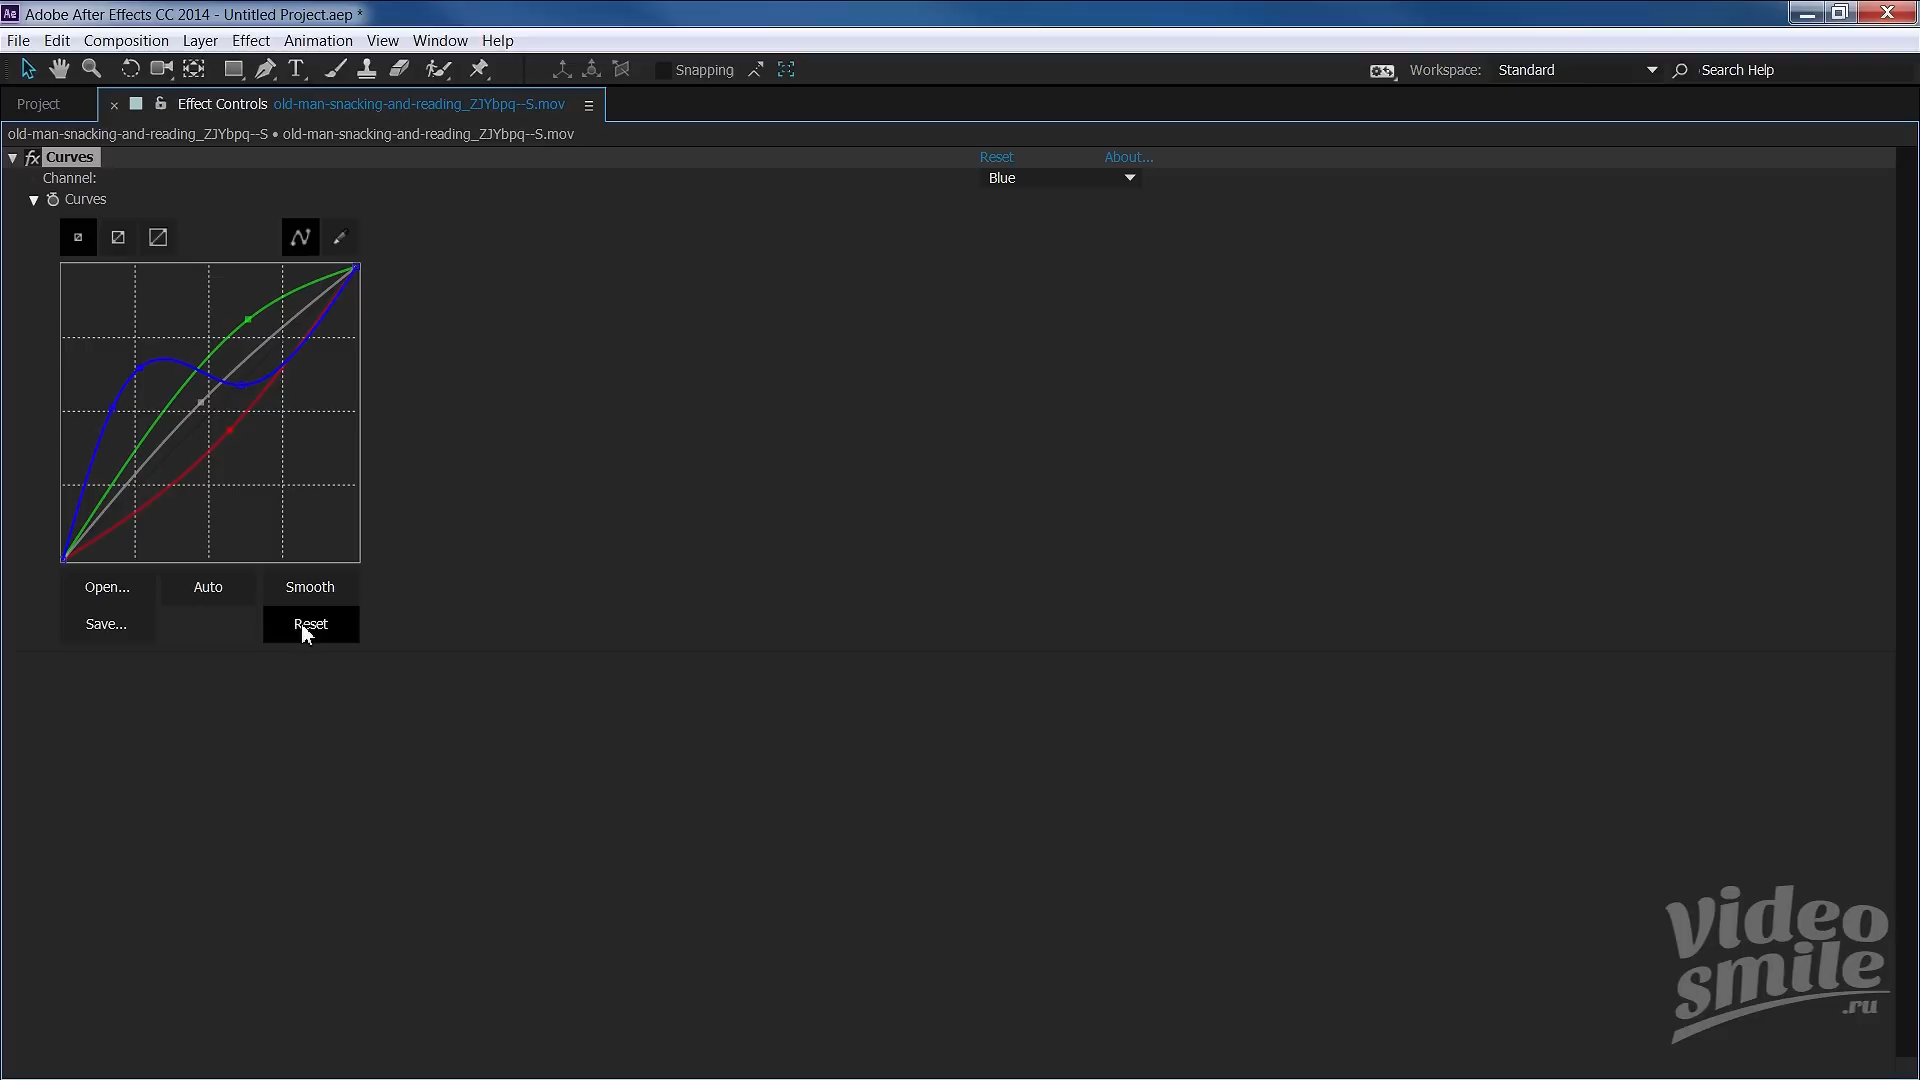 Ae Adobe After Effects CC 2014 - Untitled Project.aep *
File Edit Composition Layer Effect Animation View Window Help
T Snapping Workspace: Standard Search Help
Project × Effect Controls old-man-snacking-and-reading_ZJYbpq--S.mov
old-man-snacking-and-reading_ZJYbpq--S • old-man-snacking-and-reading_ZJYbpq--S.mov
fx Curves Reset About...
Channel: Blue
Curves
Open... Auto Smooth
Save... Reset
video
smile
.ru